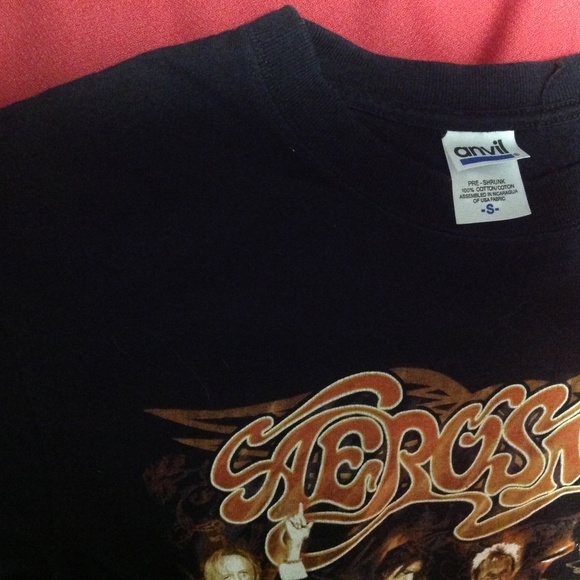 anvil
PRE-SHRUNK
100% COTTON/COTON
ASSEMBLED IN NICARAGUA
OF USA FABRIC
-S-
AEROSM